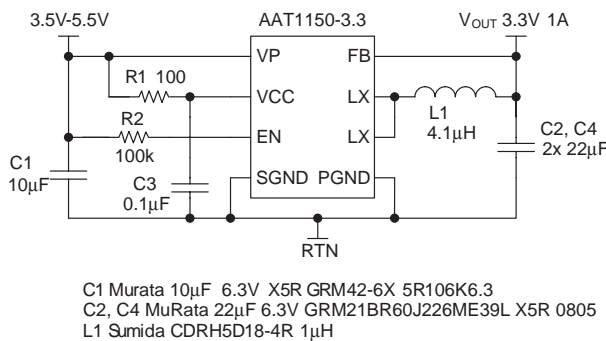 3.5V-5.5V
AAT1150-3.3
VOUT 3.3V 1A
VP
FB
R1 100
VCC
LX
L1
4.1µH
R2
100k
EN
LX
C2, C4
2x 22µF
C1
10µF
C3
0.1µF
SGND
PGND
RTN
C1 Murata 10µF 6.3V X5R GRM42-6X 5R106K6.3
C2, C4 MuRata 22µF 6.3V GRM21BR60J226ME39L X5R 0805
L1 Sumida CDRH5D18-4R 1µH